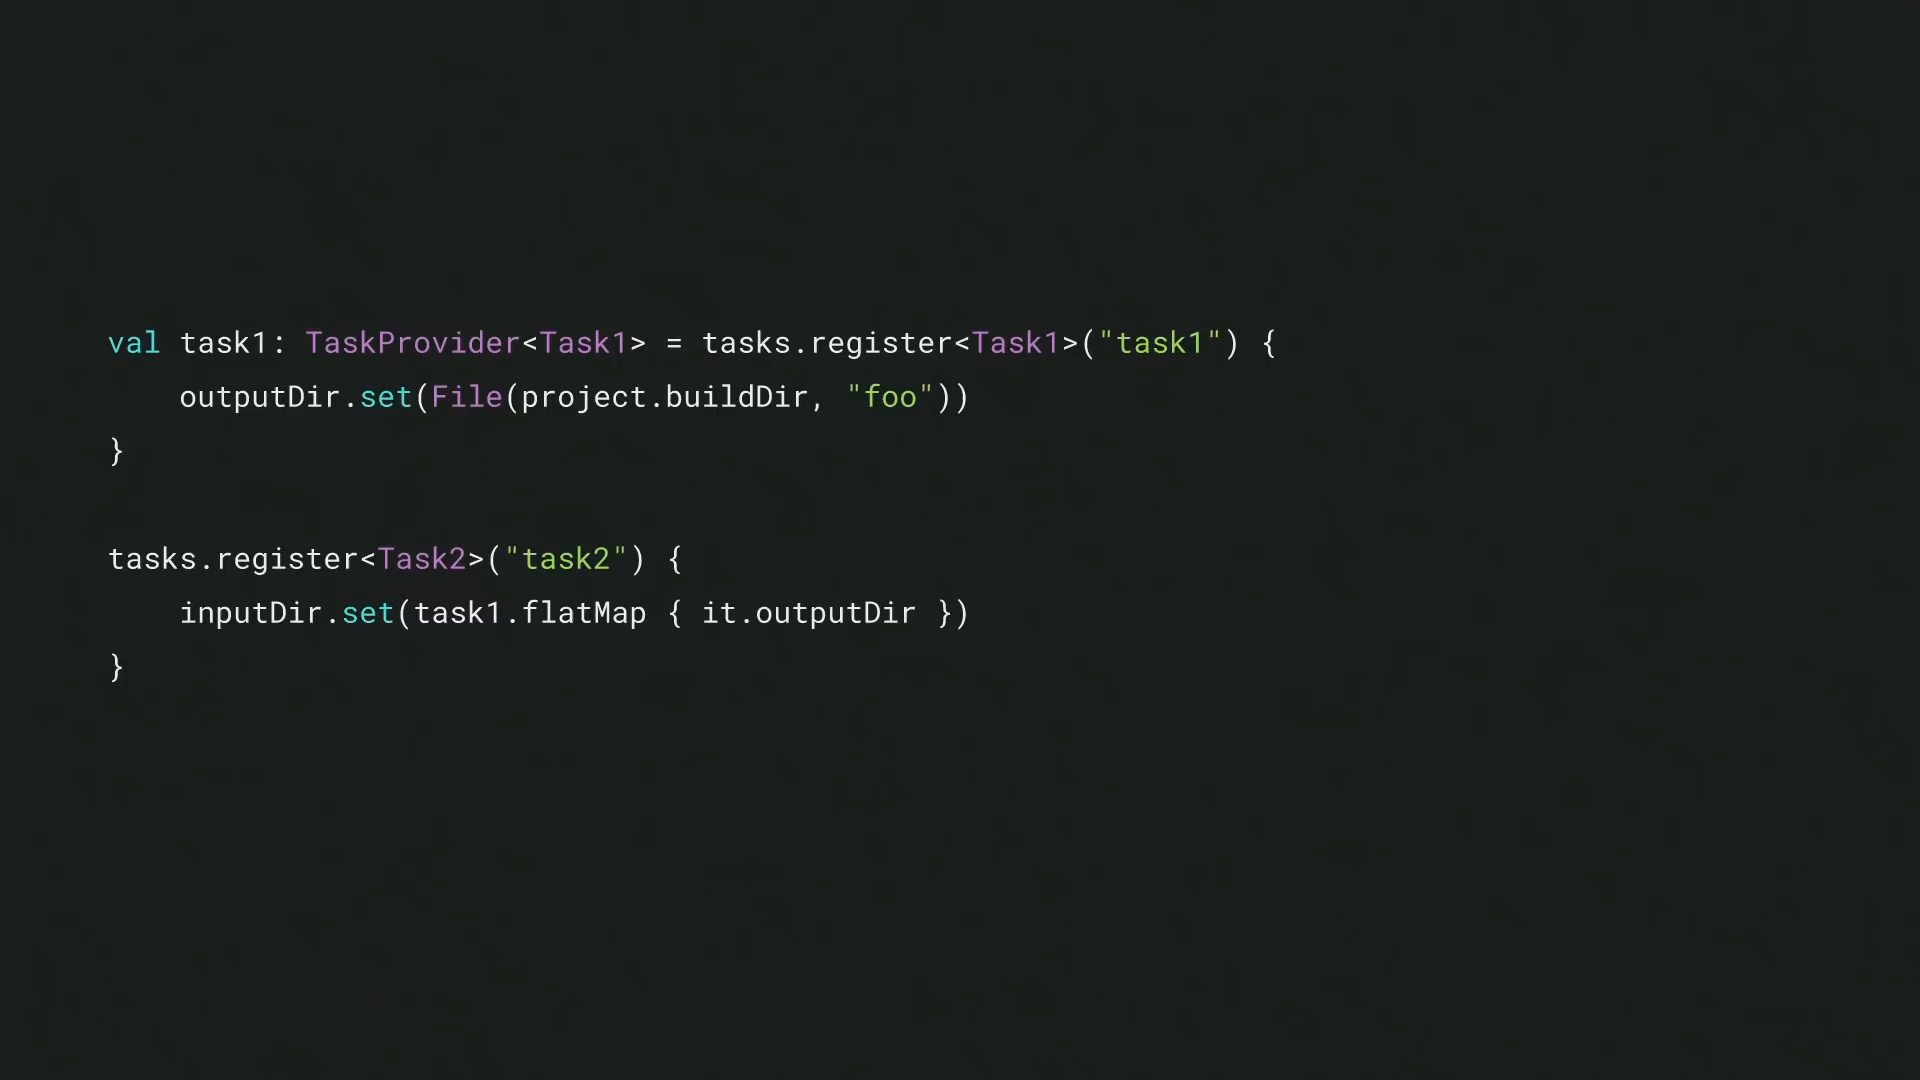 val task1: TaskProvider<Task1> = tasks.register<Task1>("task1") {
    outputDir.set(File(project.buildDir, "foo"))
}

tasks.register<Task2>("task2") {
    inputDir.set(task1.flatMap { it.outputDir })
}